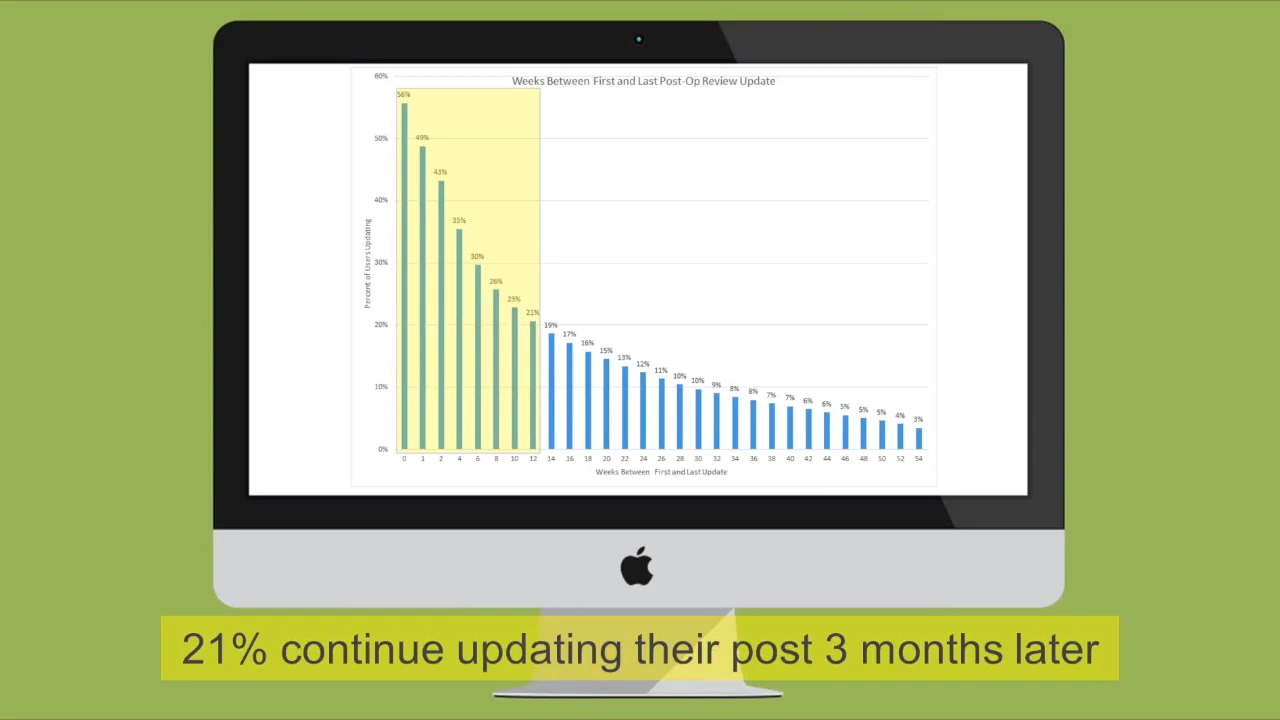 Weeks Between First and Last Post-Op Review Update
60%
50%
40%
30%
20%
10%
0%
Percent of Users Updating
56% 49% 43% 35% 30% 26% 23% 21% 19% 17% 16% 15% 13% 12% 11% 10% 10% 9% 8% 8% 7% 7% 6% 6% 5% 5% 5% 4% 3%
0 1 2 4 6 8 10 12 14 16 18 20 22 24 26 28 30 32 34 36 38 40 42 44 46 48 50 52 54
Weeks Between First and Last Update
21% continue updating their post 3 months later